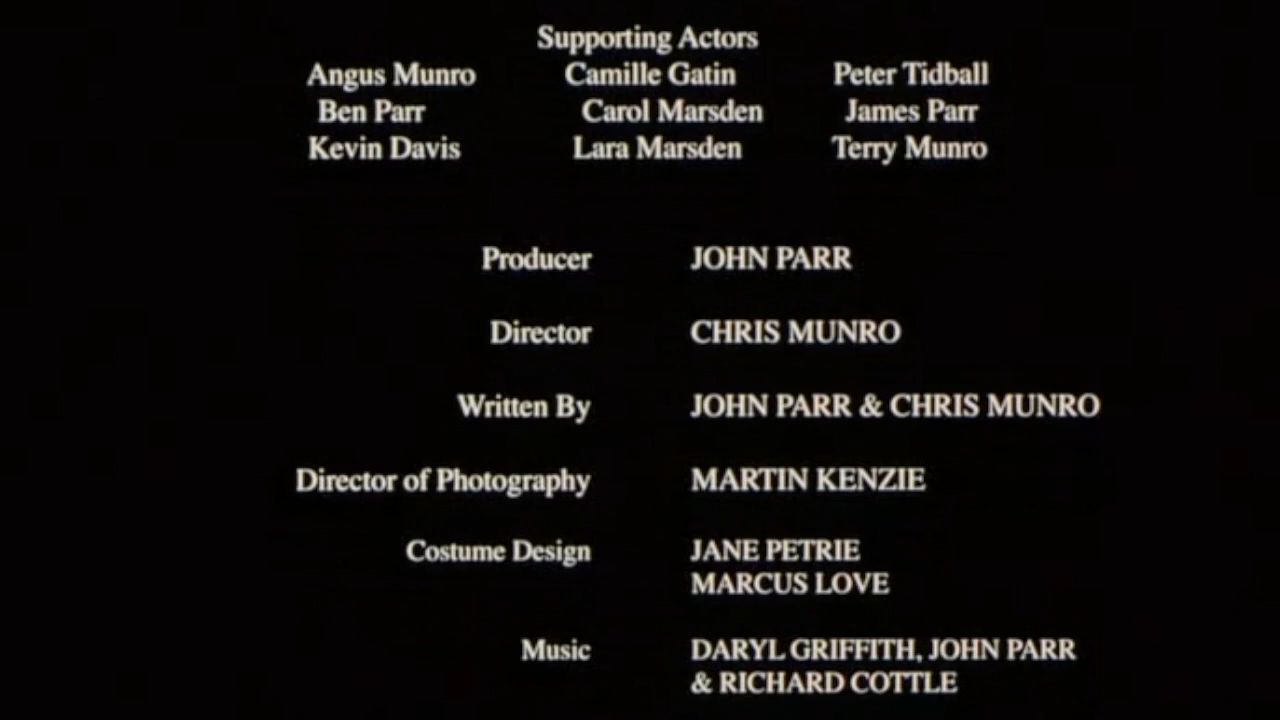 Supporting Actors
Angus Munro Camille Gatin Peter Tidball
Ben Parr Carol Marsden James Parr
Kevin Davis Lara Marsden Terry Munro
Producer JOHN PARR
Director CHRIS MUNRO
Written By JOHN PARR & CHRIS MUNRO
Director of Photography MARTIN KENZIE
Costume Design JANE PETRIE
MARCUS LOVE
Music DARYL GRIFFITH, JOHN PARR
& RICHARD COTTLE